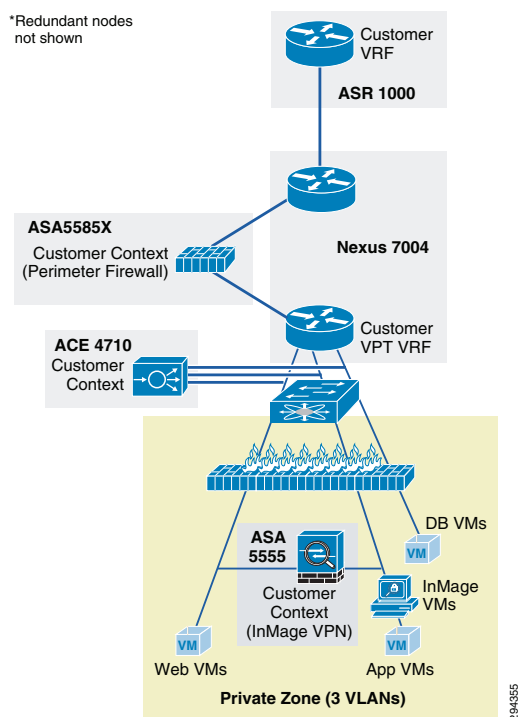 *Redundant nodes
not shown
Customer
VRF
ASR 1000
ASA5585X
Customer Context
(Perimeter Firewall)
Nexus 7004
ACE 4710
Customer
Context
Customer
VPT VRF
DB VMs
VM
ASA
5555
Customer
Context
(InMage VPN)
InMage
VMs
VM
Web VMs
VM
App VMs
Private Zone (3 VLANs)